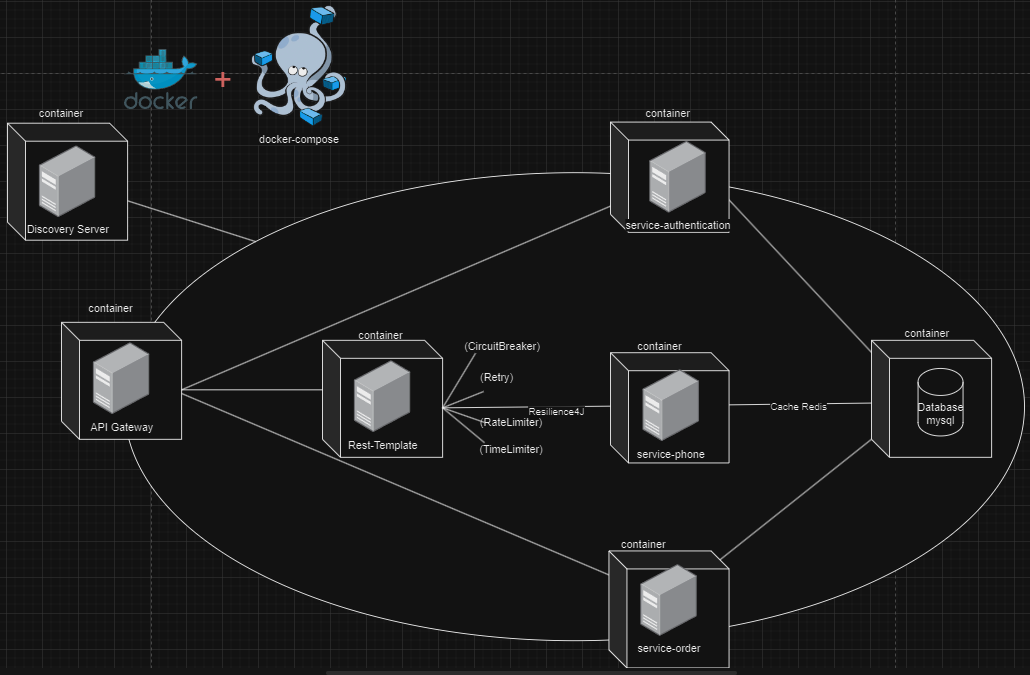 docker
+
docker-compose
container
Discovery Server
container
service-authentication
container
API Gateway
container
Rest-Template
(CircuitBreaker)
(Retry)
Resilience4J
(RateLimiter)
(TimeLimiter)
container
service-phone
Cache Redis
container
Database
mysql
container
service-order